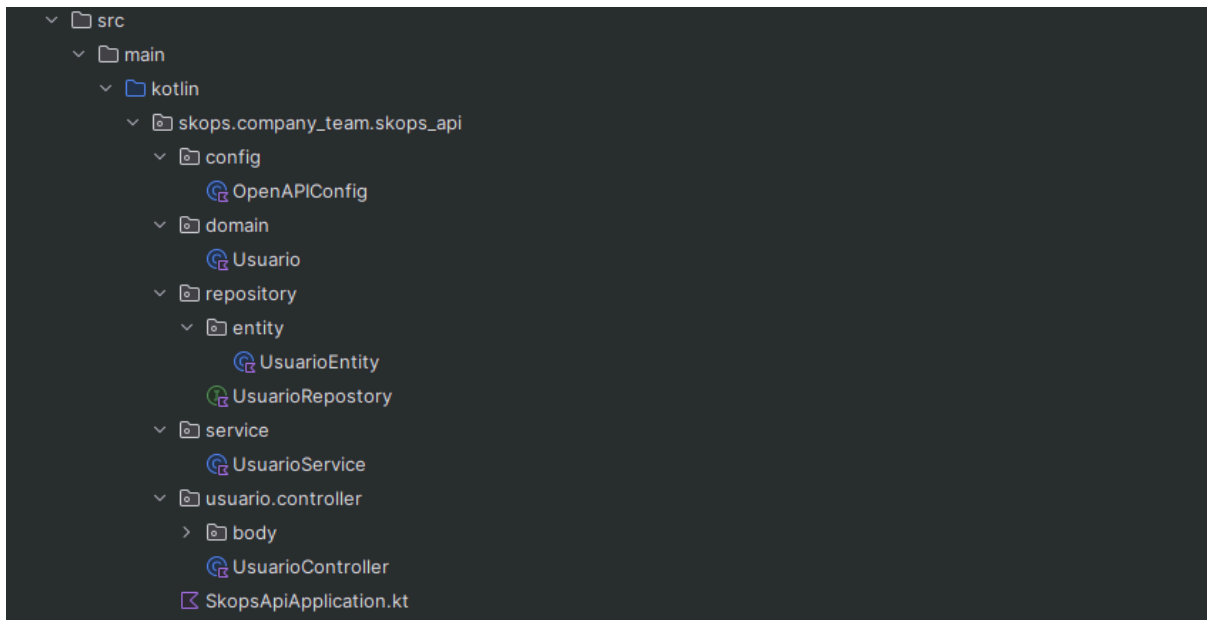 src
main
kotlin
skops.company_team.skops_api
config
OpenAPIConfig
domain
Usuario
repository
entity
UsuarioEntity
UsuarioRepostory
service
UsuarioService
usuario.controller
body
UsuarioController
SkopsApiApplication.kt